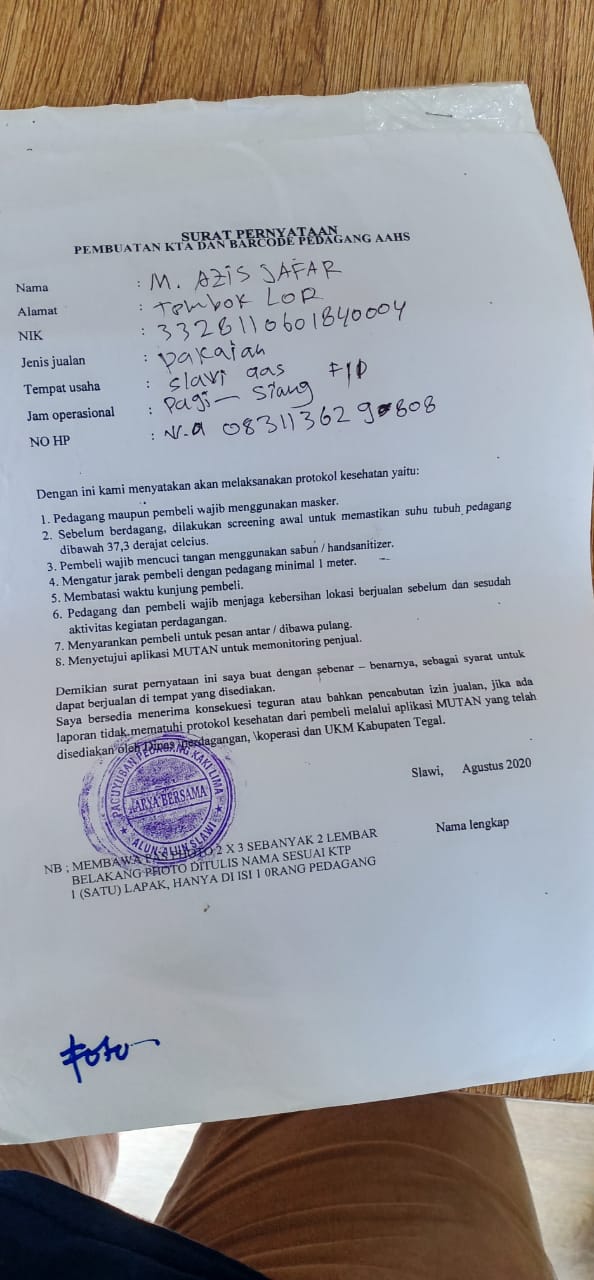 SURAT PERNYATAAN
PEMBUATAN KTA DAN BARCODE PEDAGANG AAHS
Nama : M. AZIS JAFAR
Alamat : Tembok LOR
NIK : 3328110601840004
Jenis jualan : pakaian
Tempat usaha : Slawi aas
Jam operasional : pagi - siang F1D
NO HP : W.a 083113629808
Dengan ini kami menyatakan akan melaksanakan protokol kesehatan yaitu:
1. Pedagang maupun pembeli wajib menggunakan masker.
2. Sebelum berdagang, dilakukan screening awal untuk memastikan suhu tubuh pedagang
dibawah 37,3 derajat celcius.
3. Pembeli wajib mencuci tangan menggunakan sabun / handsanitizer.
4. Mengatur jarak pembeli dengan pedagang minimal 1 meter.
5. Membatasi waktu kunjung pembeli.
6. Pedagang dan pembeli wajib menjaga kebersihan lokasi berjualan sebelum dan sesudah
aktivitas kegiatan perdagangan.
7. Menyarankan pembeli untuk pesan antar / dibawa pulang.
8. Menyetujui aplikasi MUTAN untuk memonitoring penjual.
Demikian surat pernyataan ini saya buat dengan sebenar – benarnya, sebagai syarat untuk
dapat berjualan di tempat yang disediakan.
Saya bersedia menerima konsekuesi teguran atau bahkan pencabutan izin jualan, jika ada
laporan tidak mematuhi protokol kesehatan dari pembeli melalui aplikasi MUTAN yang telah
disediakan oleh Dinas perdagangan, \koperasi dan UKM Kabupaten Tegal.
Slawi, Agustus 2020
PAGUYUBAN PEDAGANG KAKI LIMA
KARYA BERSAMA
ALUN-ALUN SLAWI
Nama lengkap
NB ; MEMBAWA PAS PHOTO 2 X 3 SEBANYAK 2 LEMBAR
BELAKANG PHOTO DITULIS NAMA SESUAI KTP
1 (SATU) LAPAK, HANYA DI ISI 1 0RANG PEDAGANG
Foto